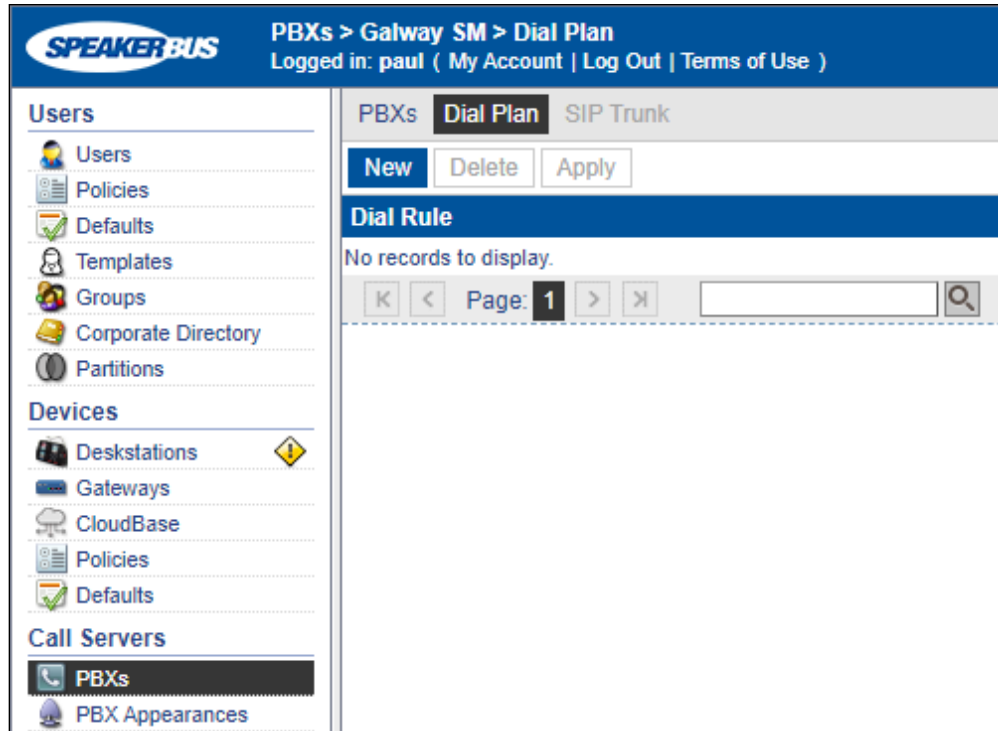 SPEAKERBUS
PBXs > Galway SM > Dial Plan
Logged in: paul ( My Account | Log Out | Terms of Use )
Users
Users
Policies
Defaults
Templates
Groups
Corporate Directory
Partitions
Devices
Deskstations
Gateways
CloudBase
Policies
Defaults
Call Servers
PBXs
PBX Appearances
PBXs Dial Plan SIP Trunk
New Delete Apply
Dial Rule
No records to display.
K < Page: 1 > ꓘ